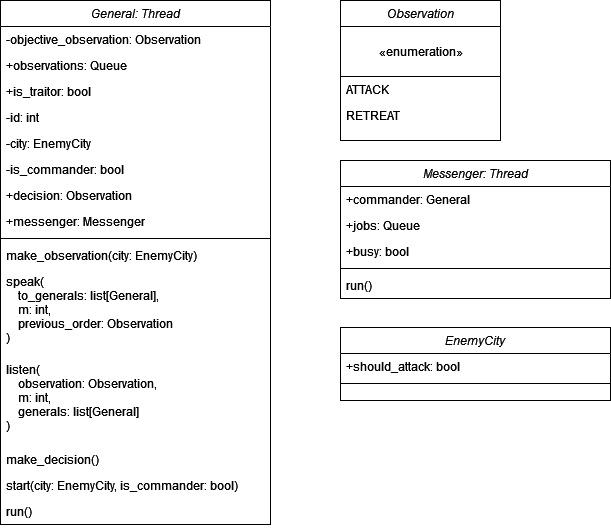 General: Thread
-objective_observation: Observation
+observations: Queue
+is_traitor: bool
-id: int
-city: EnemyCity
-is_commander: bool
+decision: Observation
+messenger: Messenger
make_observation(city: EnemyCity)
speak(
to_generals: list[General],
m: int,
previous_order: Observation
)
listen(
observation: Observation,
m: int,
generals: list[General]
)
make_decision()
start(city: EnemyCity, is_commander: bool)
run()
Observation
«enumeration»
ATTACK
RETREAT
Messenger: Thread
+commander: General
+jobs: Queue
+busy: bool
run()
EnemyCity
+should_attack: bool